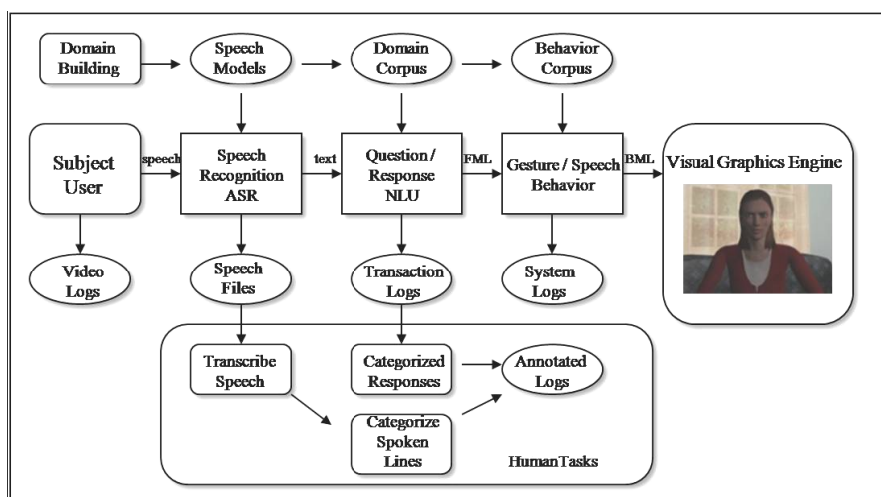 Domain
Building
Speech
Models
Domain
Corpus
Behavior
Corpus
Subject
User
speech
Speech
Recognition
ASR
text
Question /
Response
NLU
FML
Gesture / Speech
Behavior
BML
Visual Graphics Engine
Video
Logs
Speech
Files
Transaction
Logs
System
Logs
Transcribe
Speech
Categorized
Responses
Annotated
Logs
Categorize
Spoken
Lines
HumanTasks